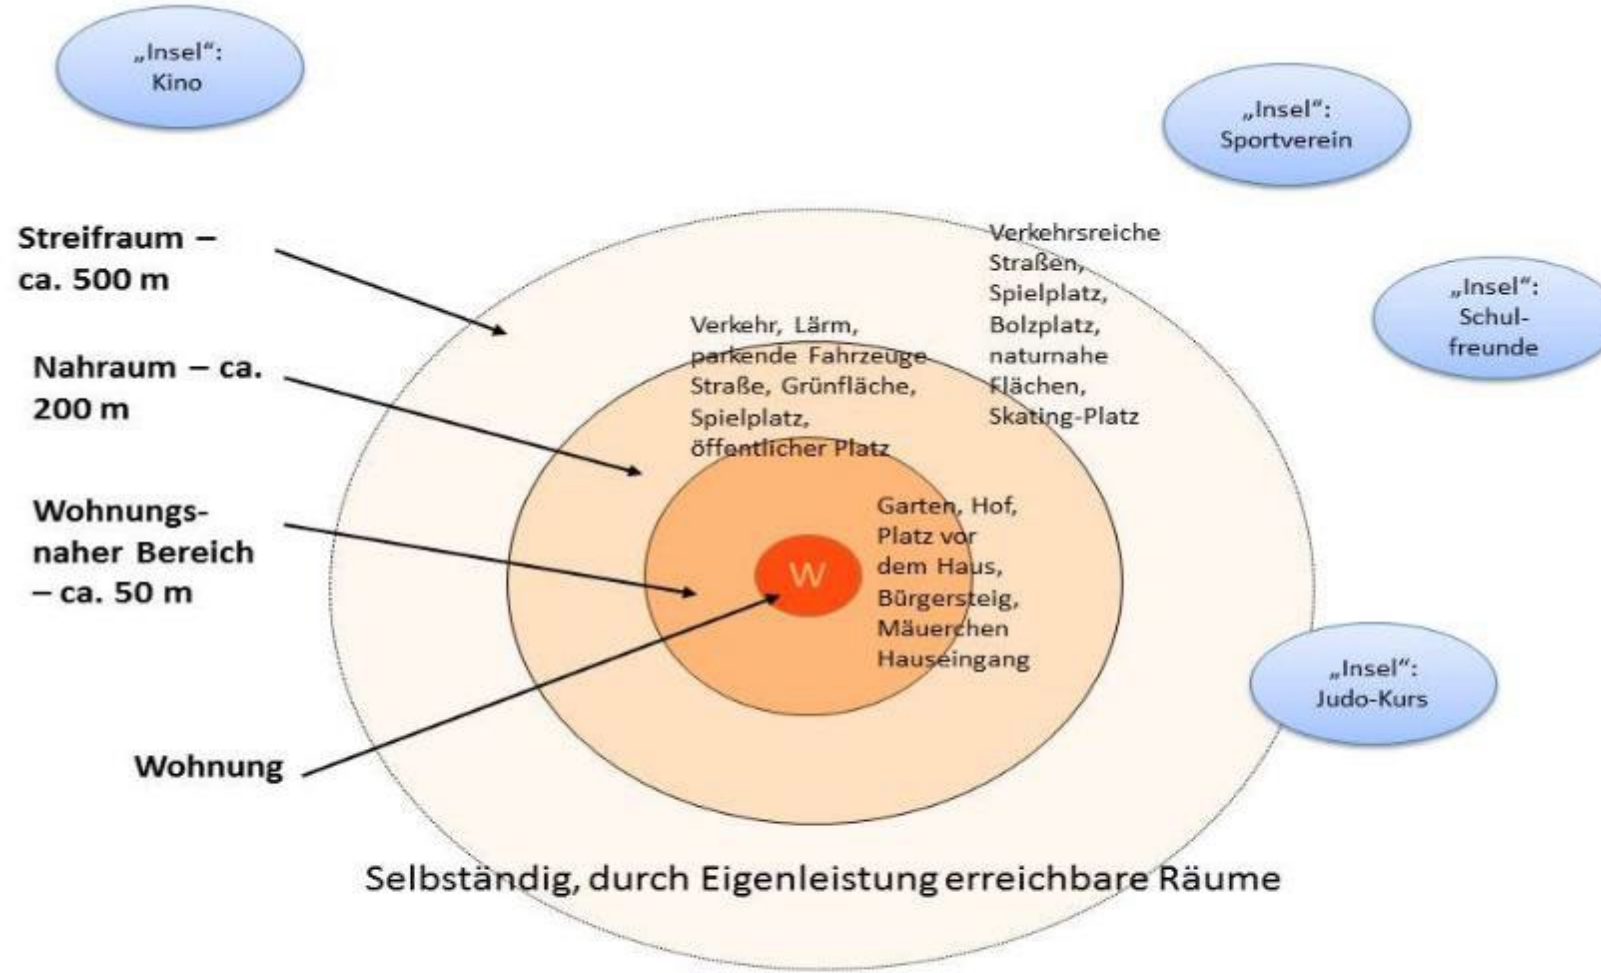 „Insel“:
Kino
„Insel“:
Sportverein
Streifraum –
ca. 500 m
Verkehrsreiche
Straßen,
Spielplatz,
Bolzplatz,
naturnahe
Flächen,
Skating-Platz
„Insel“:
Schul-
freunde
Verkehr, Lärm,
parkende Fahrzeuge
Straße, Grünfläche,
Spielplatz,
öffentlicher Platz
Nahraum – ca.
200 m
Wohnungs-
naher Bereich
– ca. 50 m
W
Garten, Hof,
Platz vor
dem Haus,
Bürgersteig,
Mäuerchen
Hauseingang
„Insel“:
Judo-Kurs
Wohnung
Selbständig, durch Eigenleistung erreichbare Räume